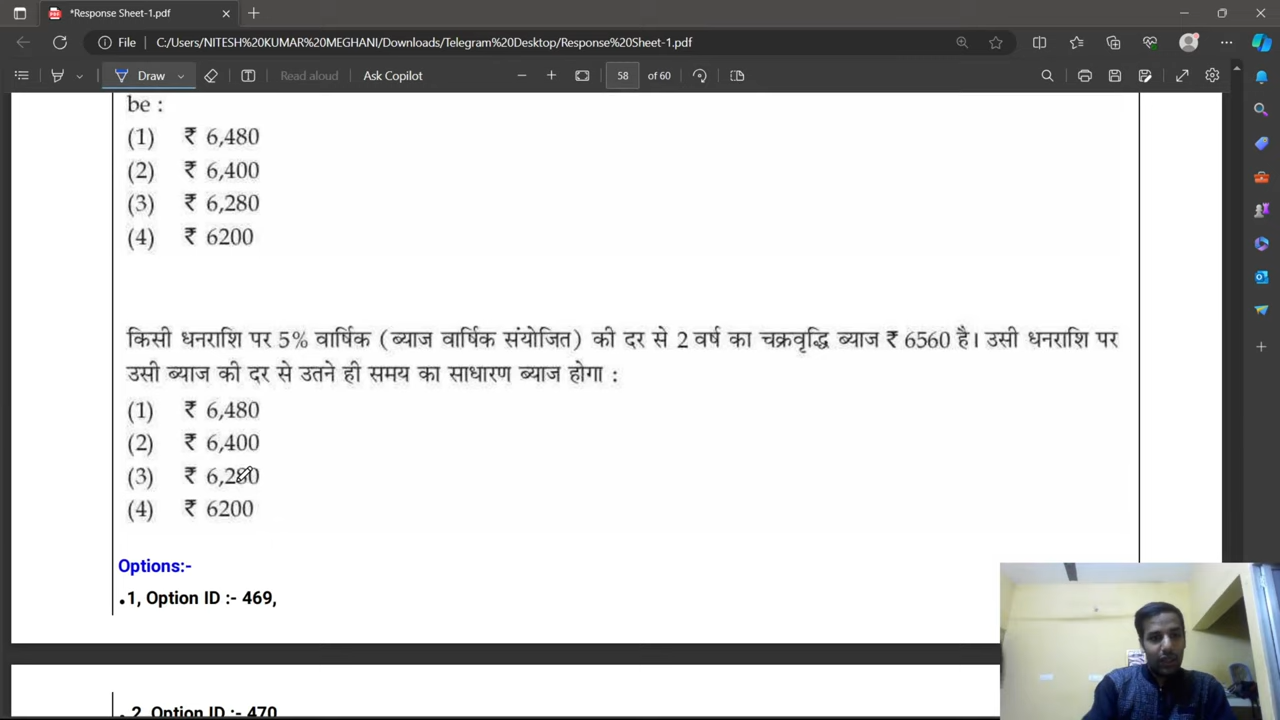 *Response Sheet-1.pdf
File
C:/Users/NITESH%20KUMAR%20MEGHANI/Downloads/Telegram%20Desktop/Response%20Sheet-1.pdf
Draw
Read aloud
Ask Copilot
58
of 60
be :
(1) ₹ 6,480
(2) ₹ 6,400
(3) ₹ 6,280
(4) ₹ 6200
किसी धनराशि पर 5% वार्षिक (ब्याज वार्षिक संयोजित) की दर से 2 वर्ष का चक्रवृद्धि ब्याज ₹ 6560 है। उसी धनराशि पर
उसी ब्याज की दर से उतने ही समय का साधारण ब्याज होगा :
(1) ₹ 6,480
(2) ₹ 6,400
(3) ₹ 6,280
(4) ₹ 6200
Options:-
.1, Option ID :- 469,
. 2, Option ID :- 470